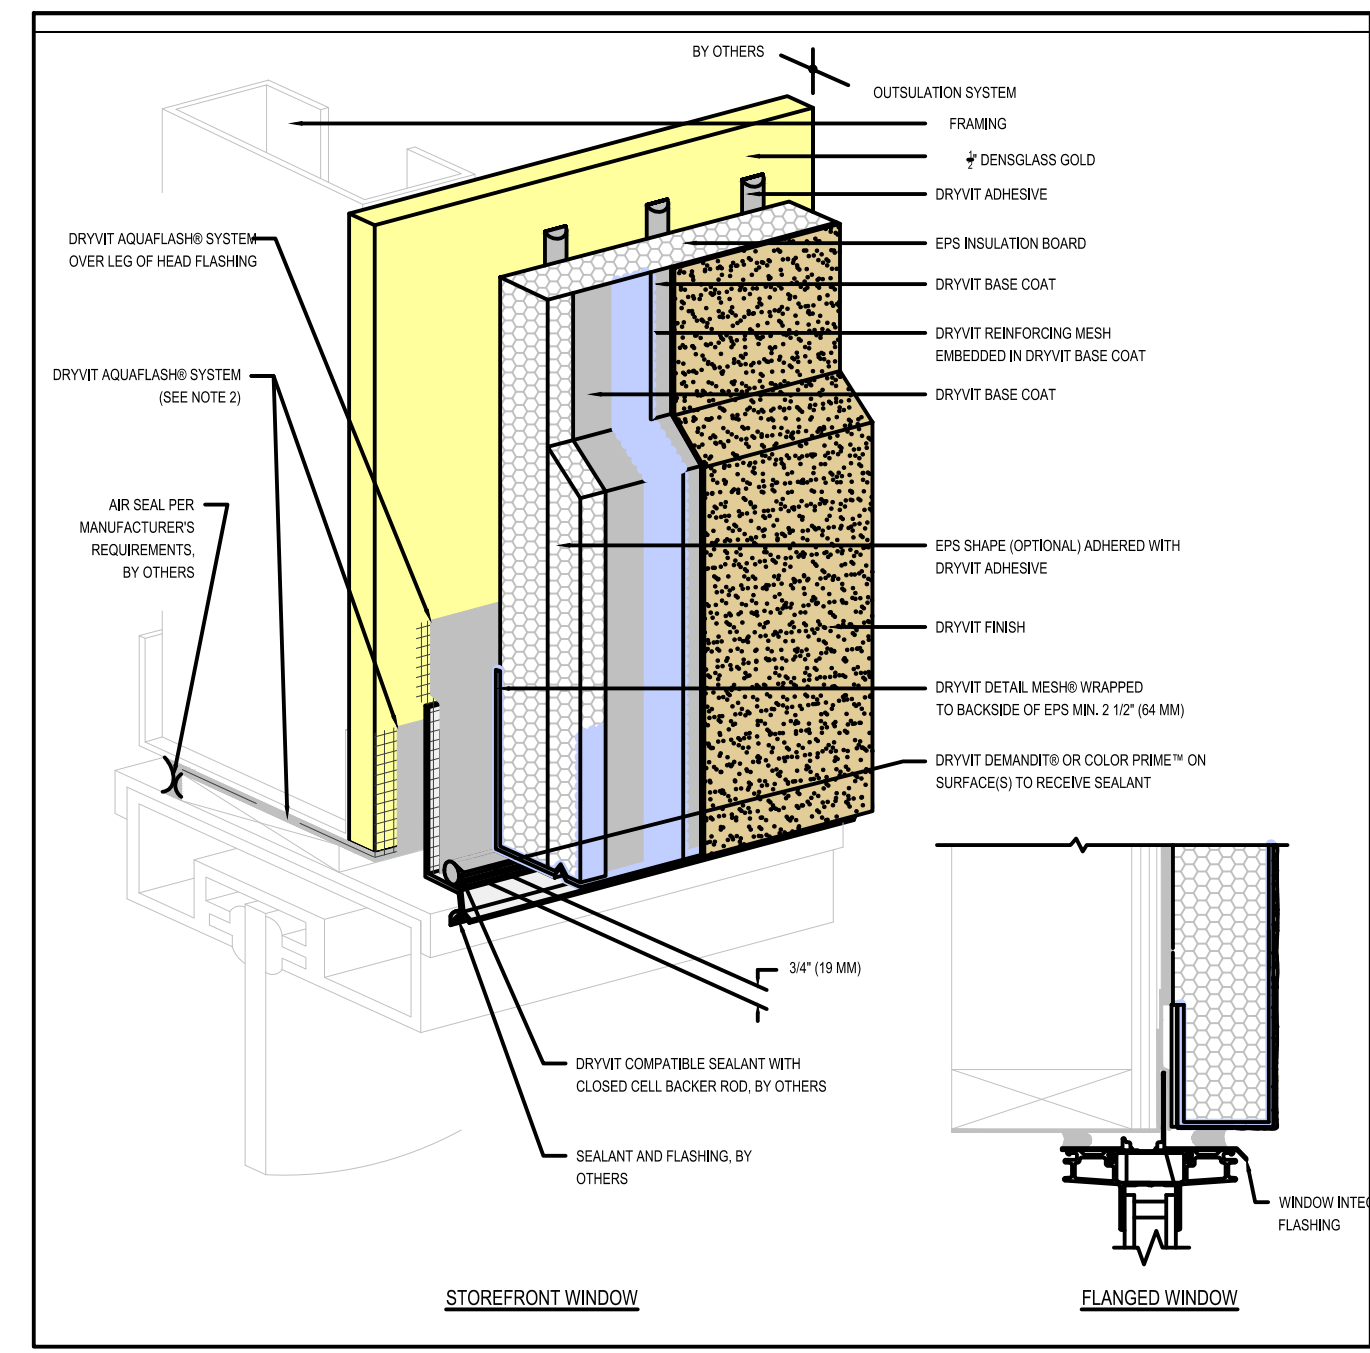 BY OTHERS
OUTSULATION SYSTEM
FRAMING
1/2" DENSGLASS GOLD
DRYVIT ADHESIVE
EPS INSULATION BOARD
DRYVIT BASE COAT
DRYVIT REINFORCING MESH
EMBEDDED IN DRYVIT BASE COAT
DRYVIT BASE COAT
EPS SHAPE (OPTIONAL) ADHERED WITH
DRYVIT ADHESIVE
DRYVIT FINISH
DRYVIT DETAIL MESH® WRAPPED
TO BACKSIDE OF EPS MIN. 2 1/2" (64 MM)
DRYVIT DEMANDIT® OR COLOR PRIME™ ON
SURFACE(S) TO RECEIVE SEALANT
DRYVIT AQUAFLASH® SYSTEM
OVER LEG OF HEAD FLASHING
DRYVIT AQUAFLASH® SYSTEM
(SEE NOTE 2)
AIR SEAL PER
MANUFACTURER'S
REQUIREMENTS,
BY OTHERS
3/4" (19 MM)
DRYVIT COMPATIBLE SEALANT WITH
CLOSED CELL BACKER ROD, BY OTHERS
SEALANT AND FLASHING, BY
OTHERS
WINDOW
FLASHING
STOREFRONT WINDOW
FLANGED WINDOW